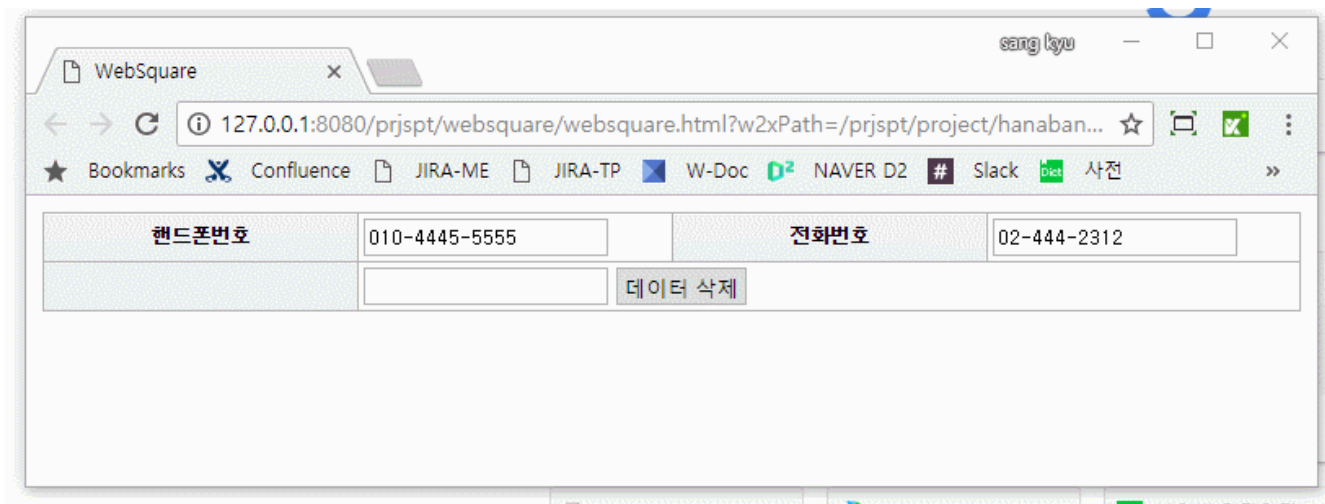 sang kyu
WebSquare
127.0.0.1:8080/prjspt/websquare/websquare.html?w2xPath=/prjspt/project/hanaban...
Bookmarks Confluence JIRA-ME JIRA-TP W-Doc D2 NAVER D2 # Slack Dict 사전 »
핸드폰번호 010-4445-5555 전화번호 02-444-2312
데이터 삭제